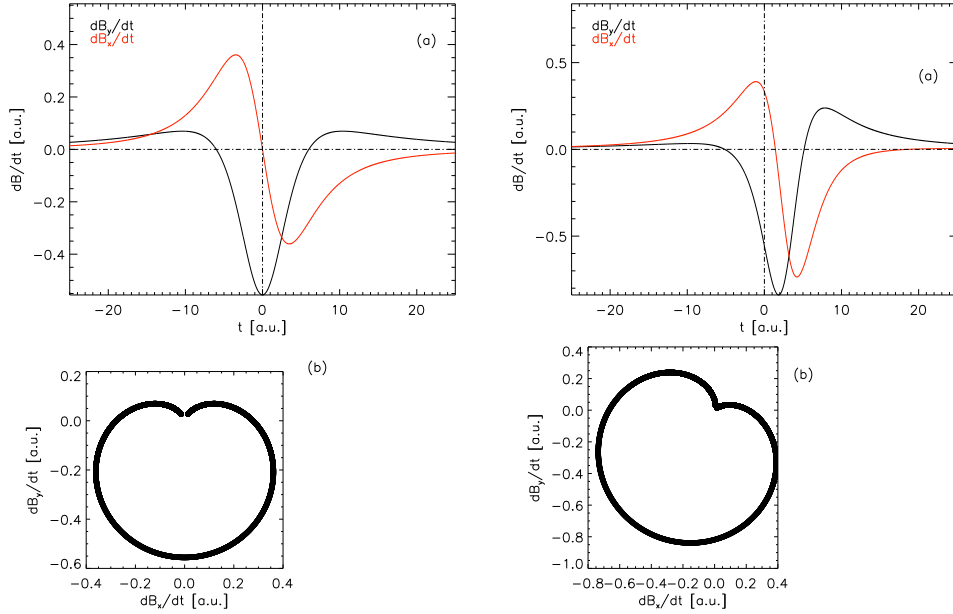 dBy/dt
dBx/dt
(a)
0.4
0.2
0.0
−0.2
−0.4
dB/dt [a.u.]
−20 −10 0 10 20
t [a.u.]
dBy/dt
dBx/dt
(a)
0.5
0.0
−0.5
dB/dt [a.u.]
−20 −10 0 10 20
t [a.u.]
(b)
0.2
0.0
−0.2
−0.4
−0.6
dBy/dt [a.u.]
−0.4 −0.2 0.0 0.2 0.4
dBx/dt [a.u.]
(b)
0.4
0.2
0.0
−0.2
−0.4
−0.6
−0.8
−1.0
dBy/dt [a.u.]
−0.8−0.6−0.4−0.2 0.0 0.2 0.4
dBx/dt [a.u.]